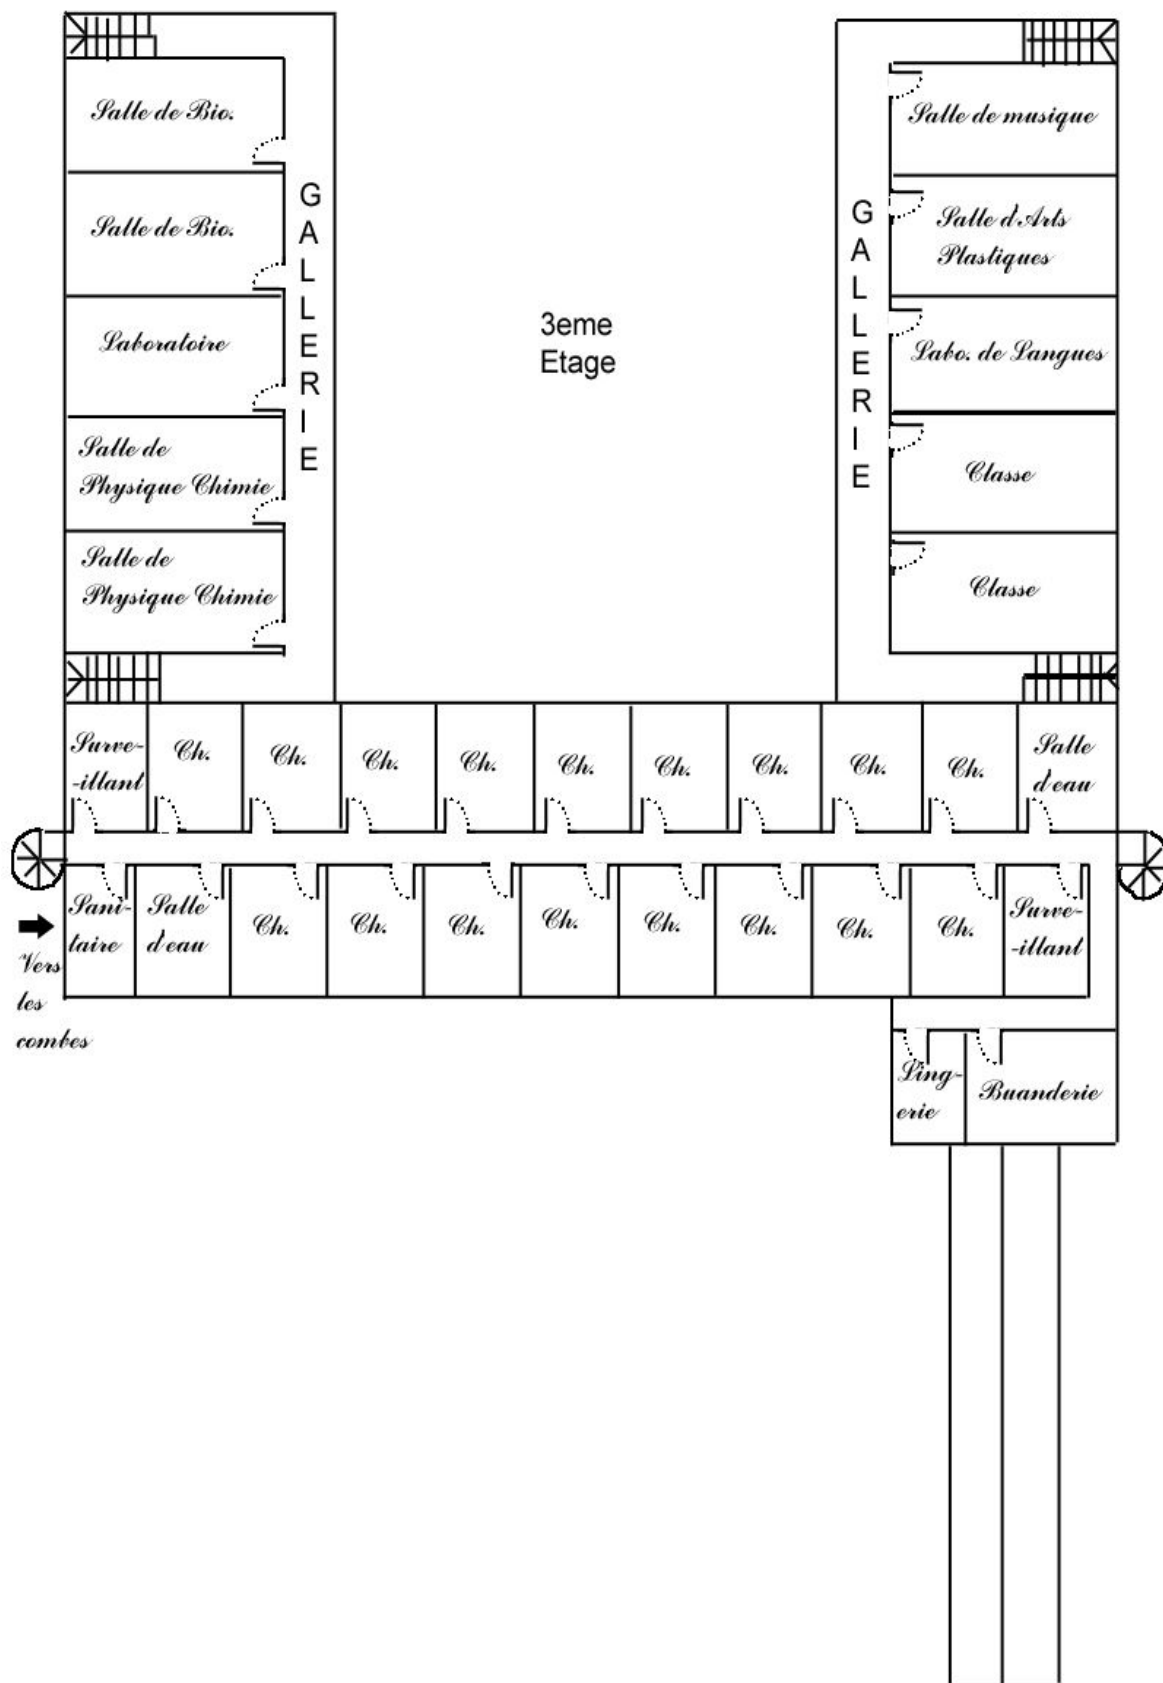 Salle de Bio.
Salle de Bio.
Laboratoire
Salle de
Physique Chimie
Salle de
Physique Chimie
GALLERIE
3eme
Etage
GALLERIE
Salle de musique
Salle d'Arts
Plastiques
Labo. de Langues
Classe
Classe
Surve-
-illant
Ch.
Ch.
Ch.
Ch.
Ch.
Ch.
Ch.
Ch.
Ch.
Salle
d'eau
Sani-
taire
Salle
d'eau
Ch.
Ch.
Ch.
Ch.
Ch.
Ch.
Ch.
Ch.
Surve-
-illant
Vers
les
combes
Ling-
erie
Buanderie